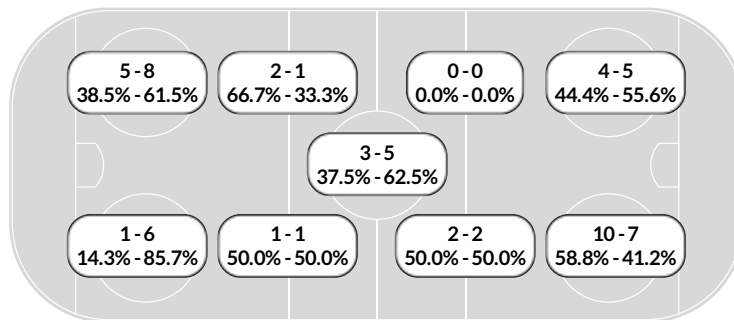 5 - 8
38.5% - 61.5%
2 - 1
66.7% - 33.3%
0 - 0
0.0% - 0.0%
4 - 5
44.4% - 55.6%
3 - 5
37.5% - 62.5%
1 - 6
14.3% - 85.7%
1 - 1
50.0% - 50.0%
2 - 2
50.0% - 50.0%
10 - 7
58.8% - 41.2%